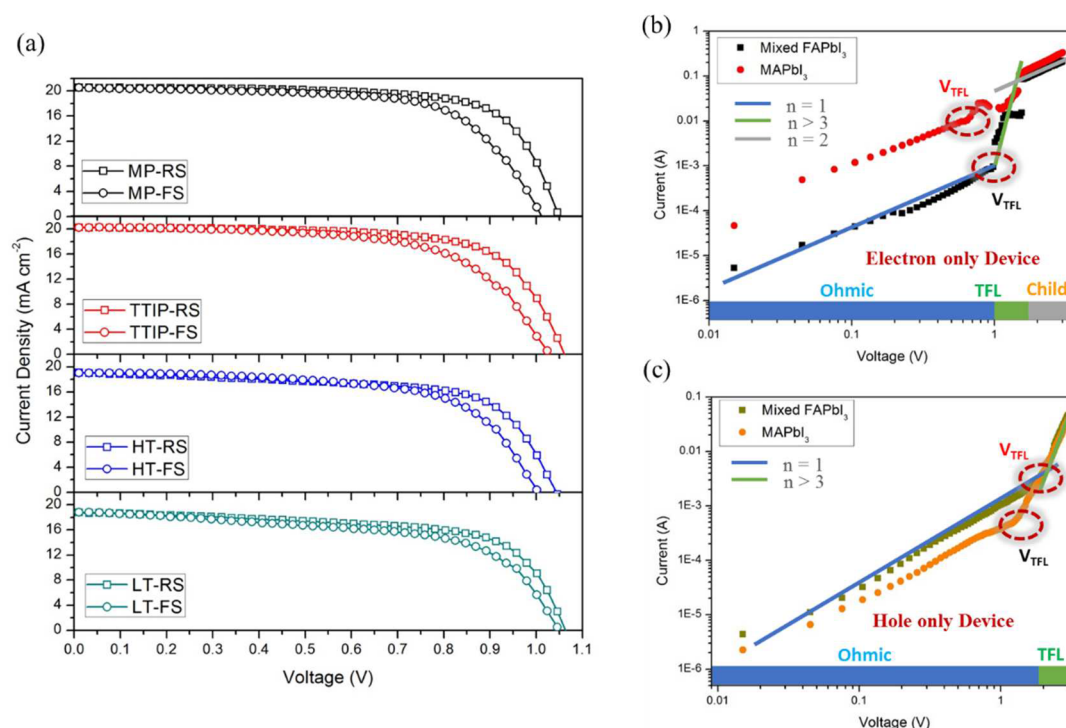 (a)
20
16
12
8
4
0
MP-RS
MP-FS
20
16
12
8
4
0
TTIP-RS
TTIP-FS
20
16
12
8
4
0
HT-RS
HT-FS
20
16
12
8
4
0
LT-RS
LT-FS
Current Density (mA cm⁻²)
0.0 0.1 0.2 0.3 0.4 0.5 0.6 0.7 0.8 0.9 1.0 1.1
Voltage (V)
(b)
Mixed FAPbI₃
MAPbI₃
n = 1
n > 3
n = 2
V_TFL
V_TFL
Electron only Device
Ohmic TFL Child
1
0.1
0.01
1E-3
1E-4
1E-5
1E-6
Current (A)
0.01 0.1 1
Voltage (V)
(c)
Mixed FAPbI₃
MAPbI₃
n = 1
n > 3
V_TFL
V_TFL
Hole only Device
Ohmic TFL
0.1
0.01
1E-3
1E-4
1E-5
1E-6
Current (A)
0.01 0.1 1
Voltage (V)